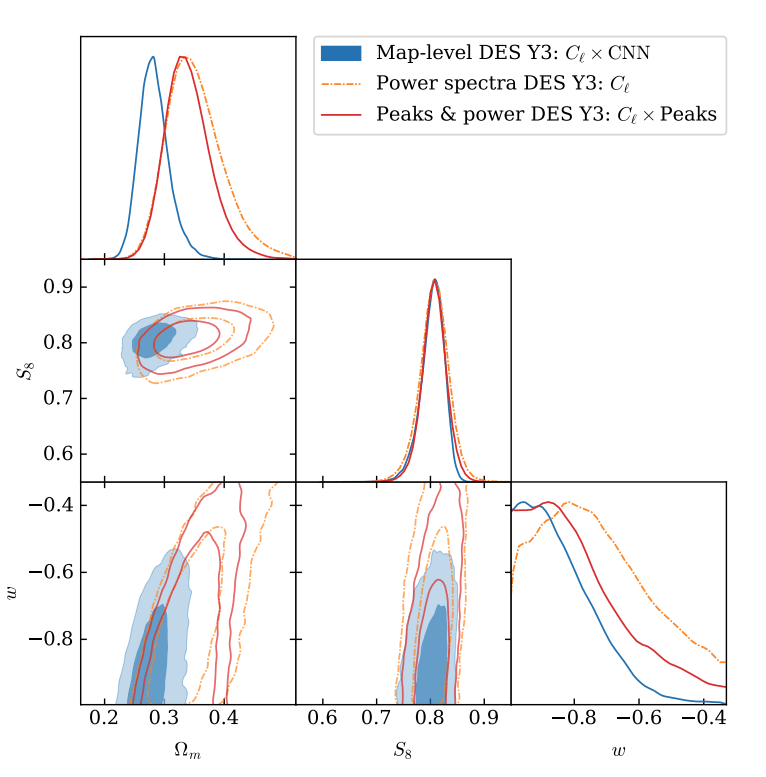 Map-level DES Y3: $C_\ell \times \mathrm{CNN}$
Power spectra DES Y3: $C_\ell$
Peaks & power DES Y3: $C_\ell \times \mathrm{Peaks}$
0.9
0.8
0.7
0.6
$S_8$
−0.4
−0.6
−0.8
$w$
0.2 0.3 0.4
0.6 0.7 0.8 0.9
−0.8 −0.6 −0.4
$\Omega_m$ $S_8$ $w$